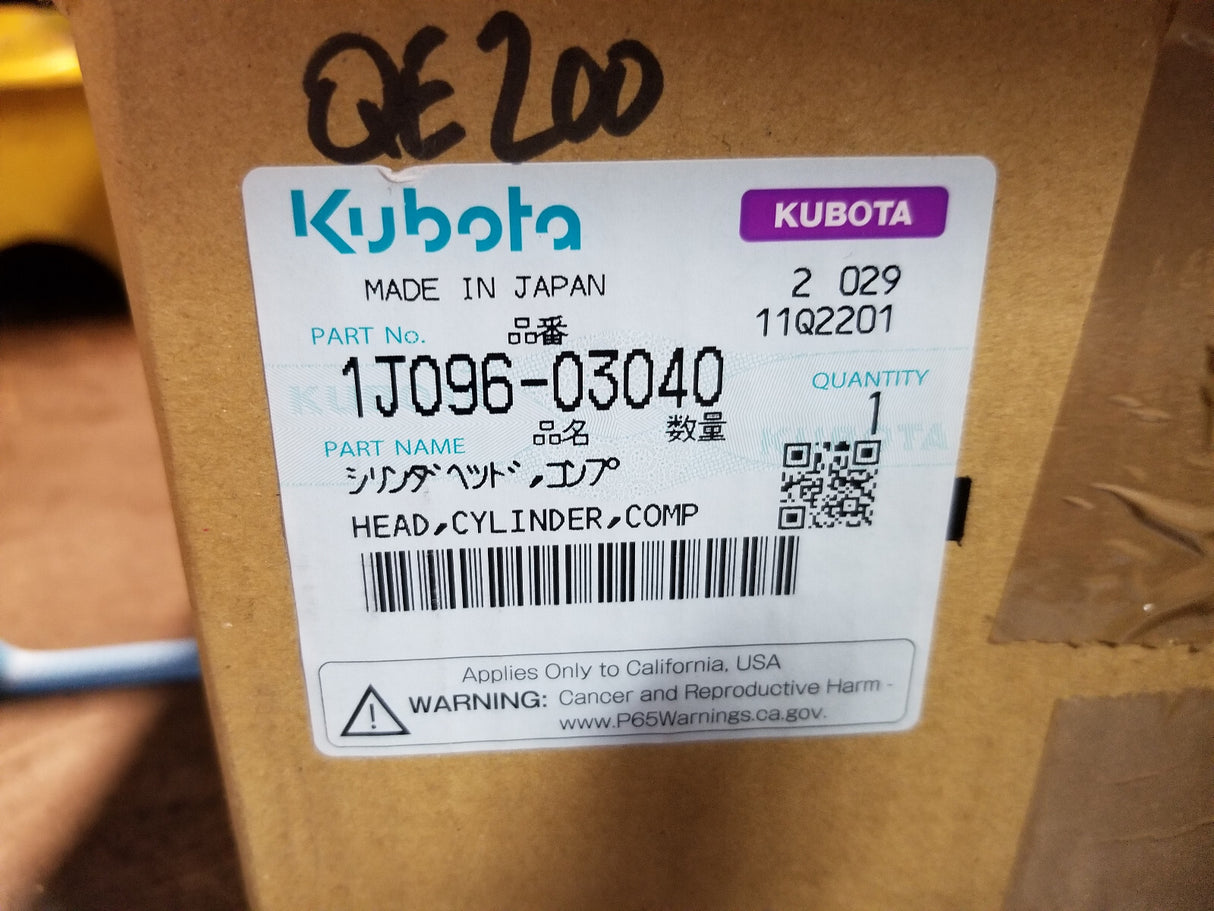 QE200
Kubota
KUBOTA
MADE IN JAPAN
2 029
11Q2201
PART No. 品番
1J096-03040
QUANTITY
1
品名 数量
PART NAME
シリンダヘッド,コンプ
HEAD,CYLINDER,COMP
Applies Only to California, USA
WARNING: Cancer and Reproductive Harm -
www.P65Warnings.ca.gov.